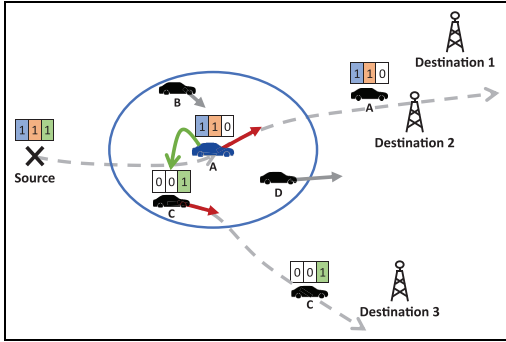 Destination 1
1 1 0
A
Destination 2
B
1 1 1
Source
1 1 0
A
0 0 1
C
D
0 0 1
C
Destination 3